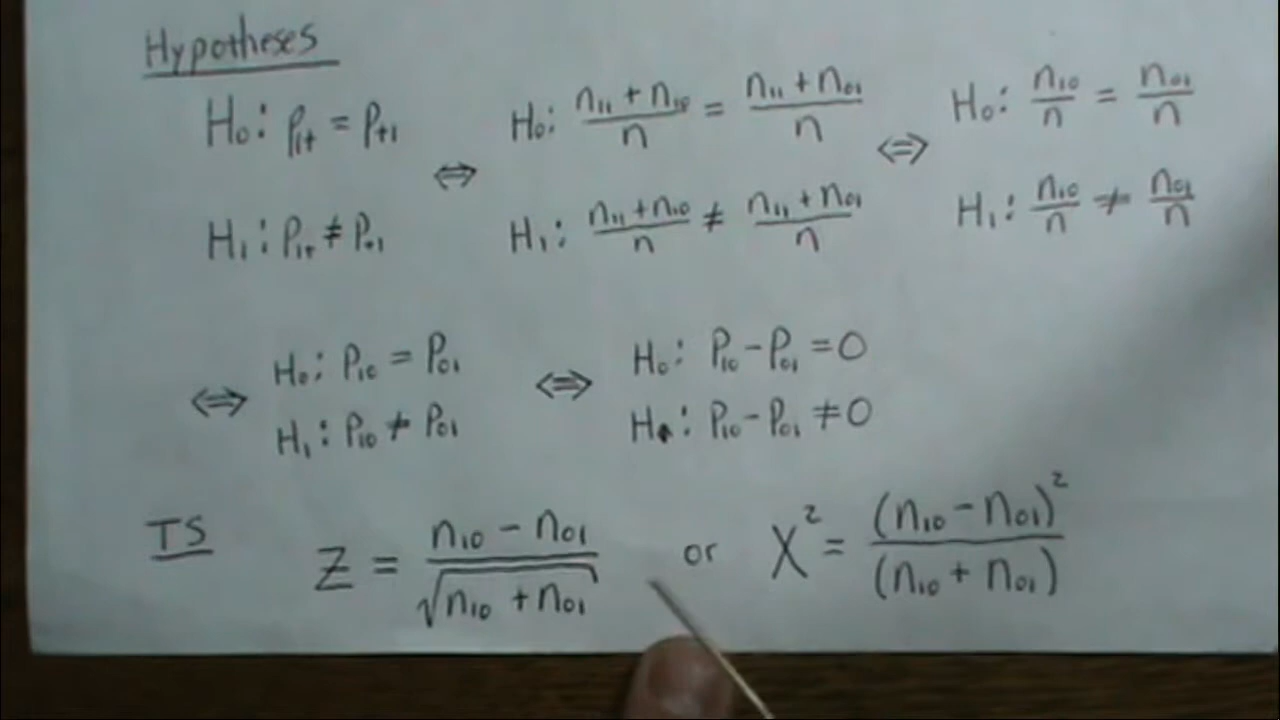 Hypotheses
H₀: p₁₊ = p₊₁ ⇔ H₀: (n₁₁ + n₁₀)/n = (n₁₁ + n₀₁)/n ⇔ H₀: n₁₀/n = n₀₁/n
H₁: p₁₊ ≠ p₊₁ H₁: (n₁₁ + n₁₀)/n ≠ (n₁₁ + n₀₁)/n H₁: n₁₀/n ≠ n₀₁/n
⇔ H₀: p₁₀ = p₀₁ ⇔ H₀: p₁₀ - p₀₁ = 0
H₁: p₁₀ ≠ p₀₁ H₁: p₁₀ - p₀₁ ≠ 0
TS Z = (n₁₀ - n₀₁)/√(n₁₀ + n₀₁) or X² = (n₁₀ - n₀₁)²/(n₁₀ + n₀₁)